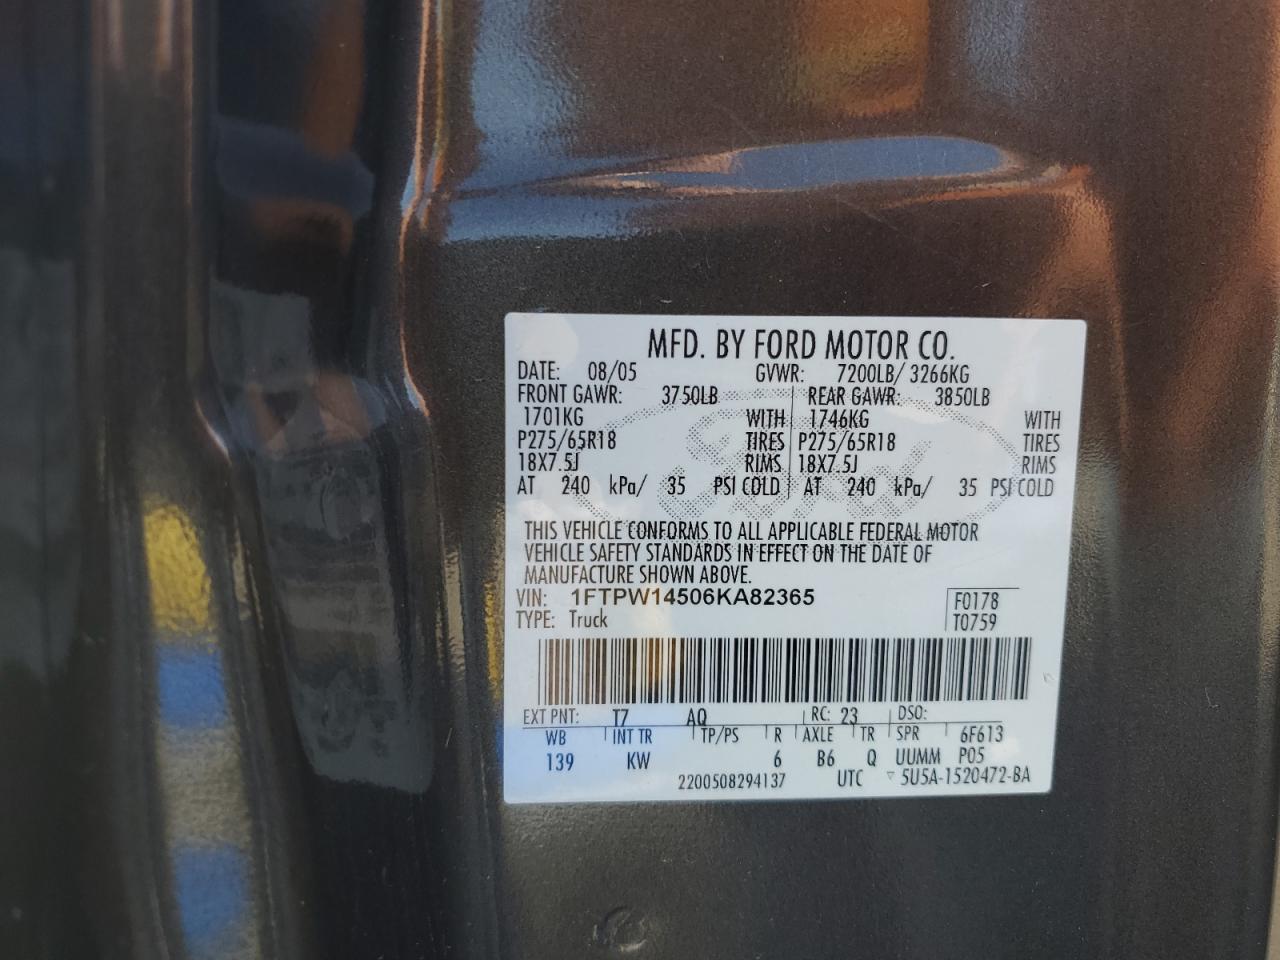 MFD. BY FORD MOTOR CO.
DATE: 08/05 GVWR: 7200LB/ 3266KG
FRONT GAWR: 3750LB REAR GAWR: 3850LB
1701KG WITH 1746KG WITH
P275/65R18 TIRES P275/65R18 TIRES
18X7.5J RIMS 18X7.5J RIMS
AT 240 kPa/ 35 PSI COLD AT 240 kPa/ 35 PSI COLD
Ford
THIS VEHICLE CONFORMS TO ALL APPLICABLE FEDERAL MOTOR
VEHICLE SAFETY STANDARDS IN EFFECT ON THE DATE OF
MANUFACTURE SHOWN ABOVE.
VIN: 1FTPW14506KA82365 F0178
TYPE: Truck T0759
EXT PNT: T7 AQ RC: 23 DSO:
WB INT TR TP/PS R AXLE TR SPR 6F613
139 KW 6 B6 Q UUMM P05
2200508294137 UTC ▽ 5U5A-1520472-BA